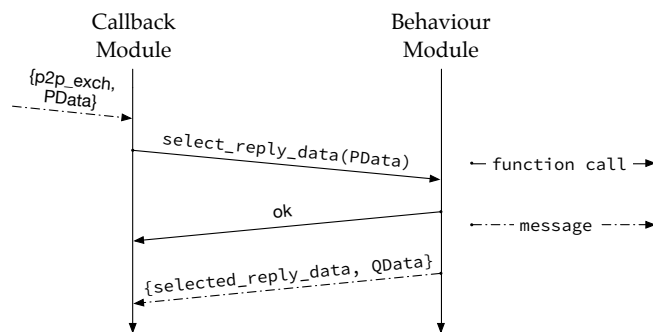 Callback
Module
Behaviour
Module
{p2p_exch,
PData}
select_reply_data(PData)
function call
ok
message
{selected_reply_data, QData}